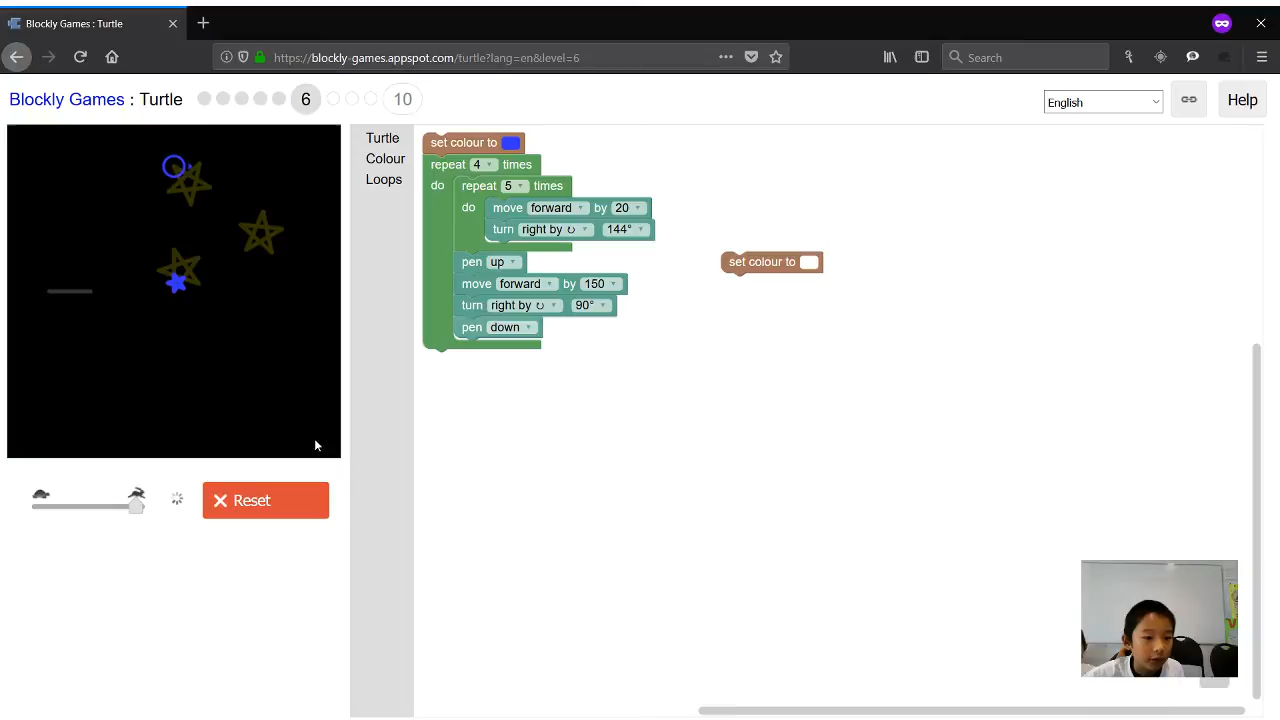 Blockly Games : Turtle
https://blockly-games.appspot.com/turtle?lang=en&level=6
Search
Blockly Games : Turtle 6 10
English
Help
Turtle
Colour
Loops
set colour to
repeat 4 times
do repeat 5 times
do move forward by 20
turn right by ↻ 144°
pen up
move forward by 150
turn right by ↻ 90°
pen down
set colour to
Reset